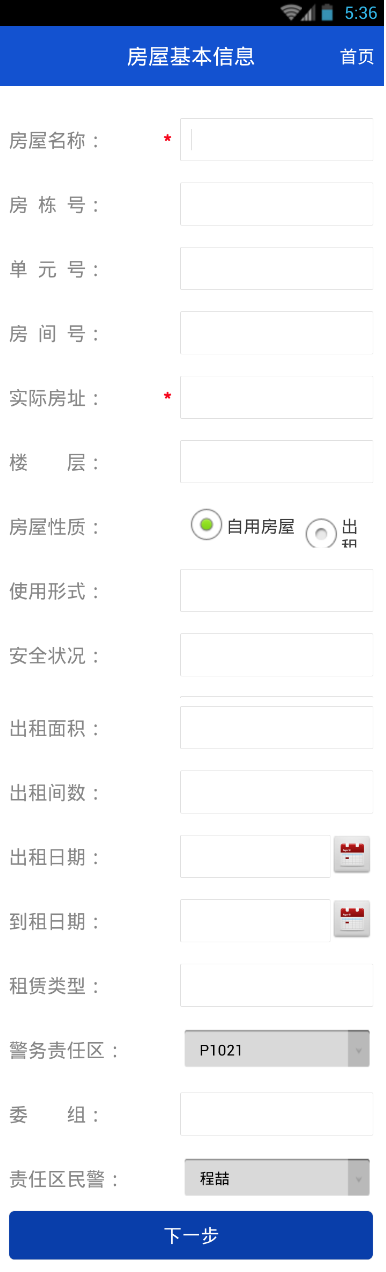 5:36
房屋基本信息 首页
房屋名称： *
房 栋 号：
单 元 号：
房 间 号：
实际房址： *
楼 层：
房屋性质： 自用房屋 出
租
使用形式：
安全状况：
出租面积：
出租间数：
出租日期：
到租日期：
租赁类型：
警务责任区： P1021
委 组：
责任区民警： 程喆
下一步